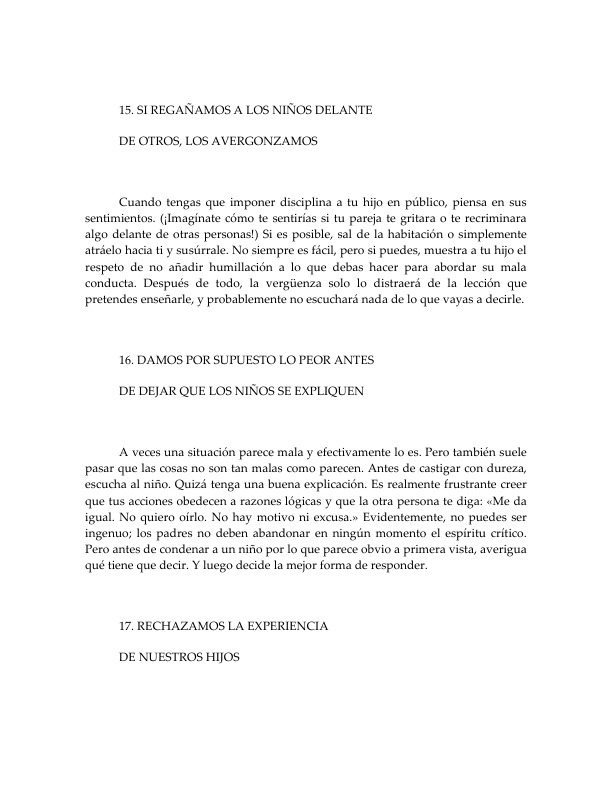 15. SI REGAÑAMOS A LOS NIÑOS DELANTE
DE OTROS, LOS AVERGONZAMOS
Cuando tengas que imponer disciplina a tu hijo en público, piensa en sus
sentimientos. (¡Imagínate cómo te sentirías si tu pareja te gritara o te recriminara
algo delante de otras personas!) Si es posible, sal de la habitación o simplemente
atráelo hacia ti y susúrrale. No siempre es fácil, pero si puedes, muestra a tu hijo el
respeto de no añadir humillación a lo que debas hacer para abordar su mala
conducta. Después de todo, la vergüenza solo lo distraerá de la lección que
pretendes enseñarle, y probablemente no escuchará nada de lo que vayas a decirle.
16. DAMOS POR SUPUESTO LO PEOR ANTES
DE DEJAR QUE LOS NIÑOS SE EXPLIQUEN
A veces una situación parece mala y efectivamente lo es. Pero también suele
pasar que las cosas no son tan malas como parecen. Antes de castigar con dureza,
escucha al niño. Quizá tenga una buena explicación. Es realmente frustrante creer
que tus acciones obedecen a razones lógicas y que la otra persona te diga: «Me da
igual. No quiero oírlo. No hay motivo ni excusa.» Evidentemente, no puedes ser
ingenuo; los padres no deben abandonar en ningún momento el espíritu crítico.
Pero antes de condenar a un niño por lo que parece obvio a primera vista, averigua
qué tiene que decir. Y luego decide la mejor forma de responder.
17. RECHAZAMOS LA EXPERIENCIA
DE NUESTROS HIJOS